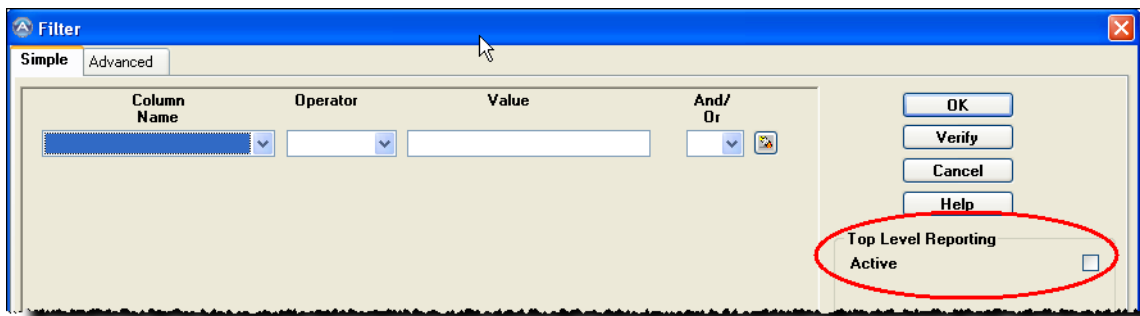 Filter
Simple Advanced
Column Name Operator Value And/ Or
OK
Verify
Cancel
Help
Top Level Reporting
Active